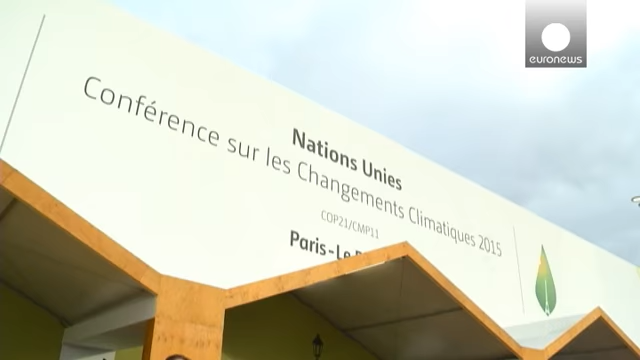 euronews
Nations Unies
Conférence sur les Changements Climatiques 2015
COP21/CMP11
Paris-Le